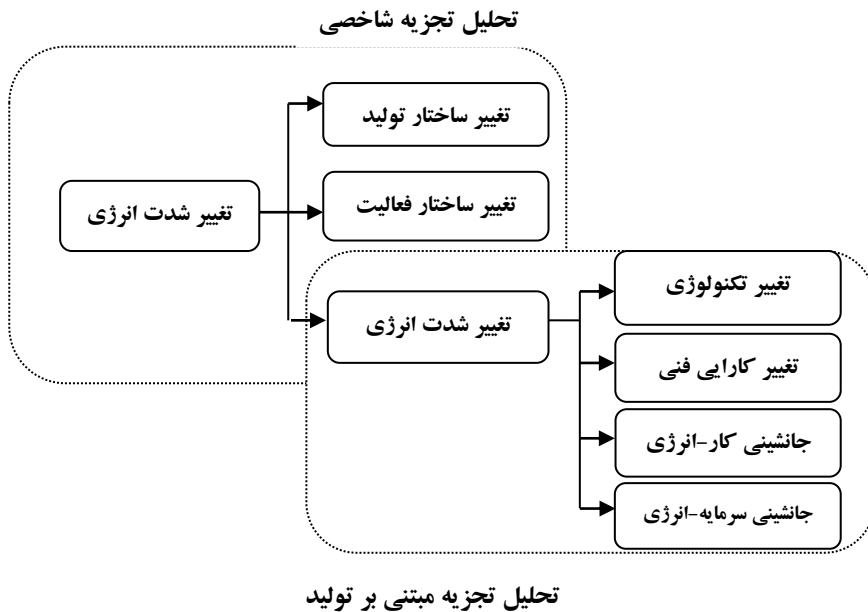 تحلیل تجزیه شاخصی
تغییر ساختار تولید
تغییر ساختار فعالیت
تغییر شدت انرژی
تغییر شدت انرژی
تغییر تکنولوژی
تغییر کارایی فنی
جانشینی کار-انرژی
جانشینی سرمایه-انرژی
تحلیل تجزیه مبتنی بر تولید